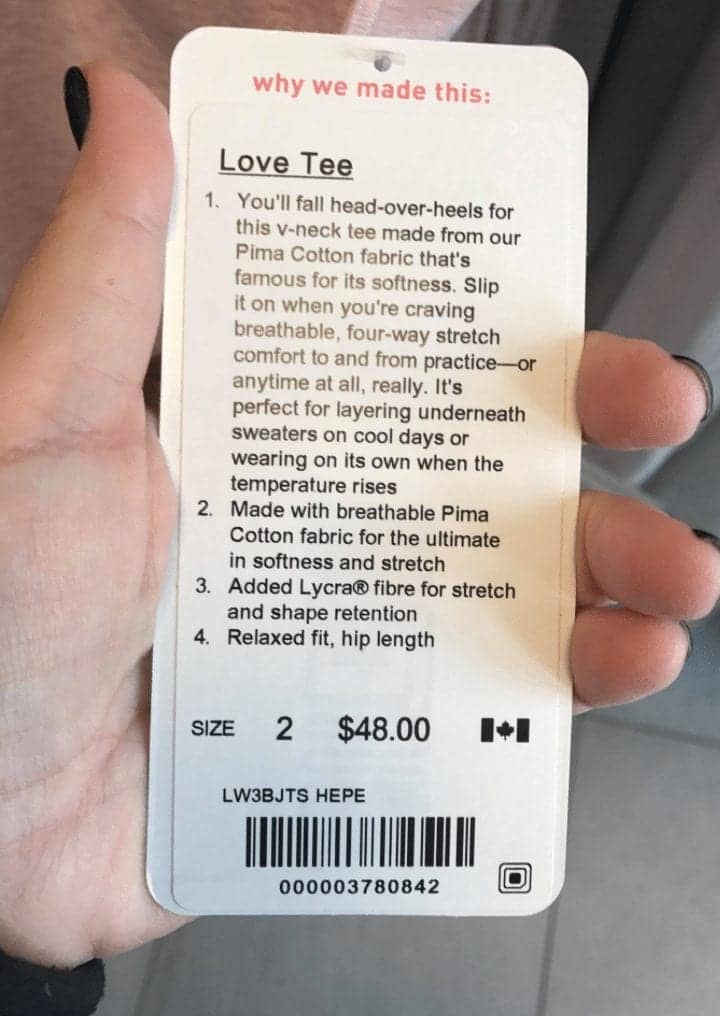 why we made this:
Love Tee
1. You'll fall head-over-heels for
this v-neck tee made from our
Pima Cotton fabric that's
famous for its softness. Slip
it on when you're craving
breathable, four-way stretch
comfort to and from practice—or
anytime at all, really. It's
perfect for layering underneath
sweaters on cool days or
wearing on its own when the
temperature rises
2. Made with breathable Pima
Cotton fabric for the ultimate
in softness and stretch
3. Added Lycra® fibre for stretch
and shape retention
4. Relaxed fit, hip length
SIZE 2 $48.00
LW3BJTS HEPE
000003780842